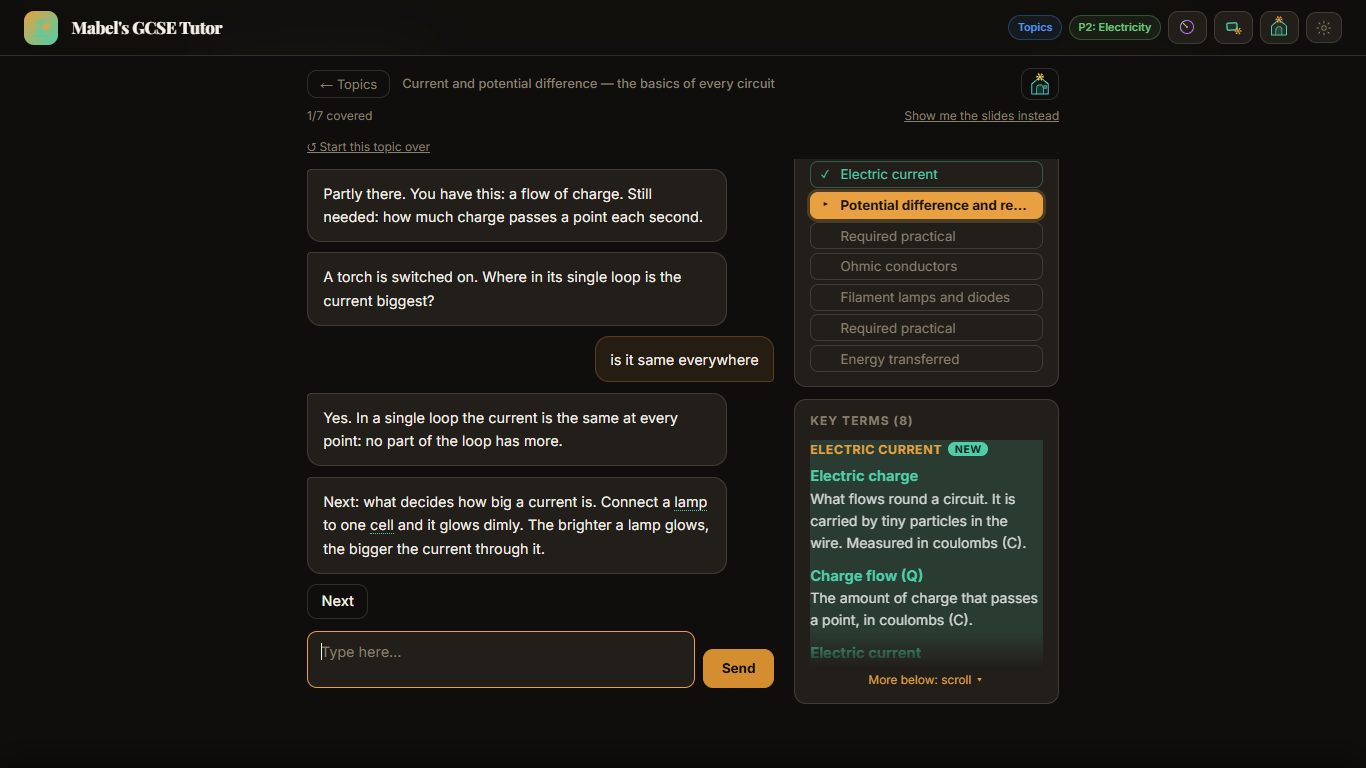 Mabel's GCSE Tutor
Topics
P2: Electricity
← Topics
Current and potential difference — the basics of every circuit
1/7 covered
Show me the slides instead
↺ Start this topic over
Partly there. You have this: a flow of charge. Still
needed: how much charge passes a point each second.
A torch is switched on. Where in its single loop is the
current biggest?
is it same everywhere
Yes. In a single loop the current is the same at every
point: no part of the loop has more.
Next: what decides how big a current is. Connect a lamp
to one cell and it glows dimly. The brighter a lamp glows,
the bigger the current through it.
Next
Type here...
Send
✓ Electric current
‣ Potential difference and re...
Required practical
Ohmic conductors
Filament lamps and diodes
Required practical
Energy transferred
KEY TERMS (8)
ELECTRIC CURRENT NEW
Electric charge
What flows round a circuit. It is
carried by tiny particles in the
wire. Measured in coulombs (C).
Charge flow (Q)
The amount of charge that passes
a point, in coulombs (C).
Electric current
More below: scroll ▾